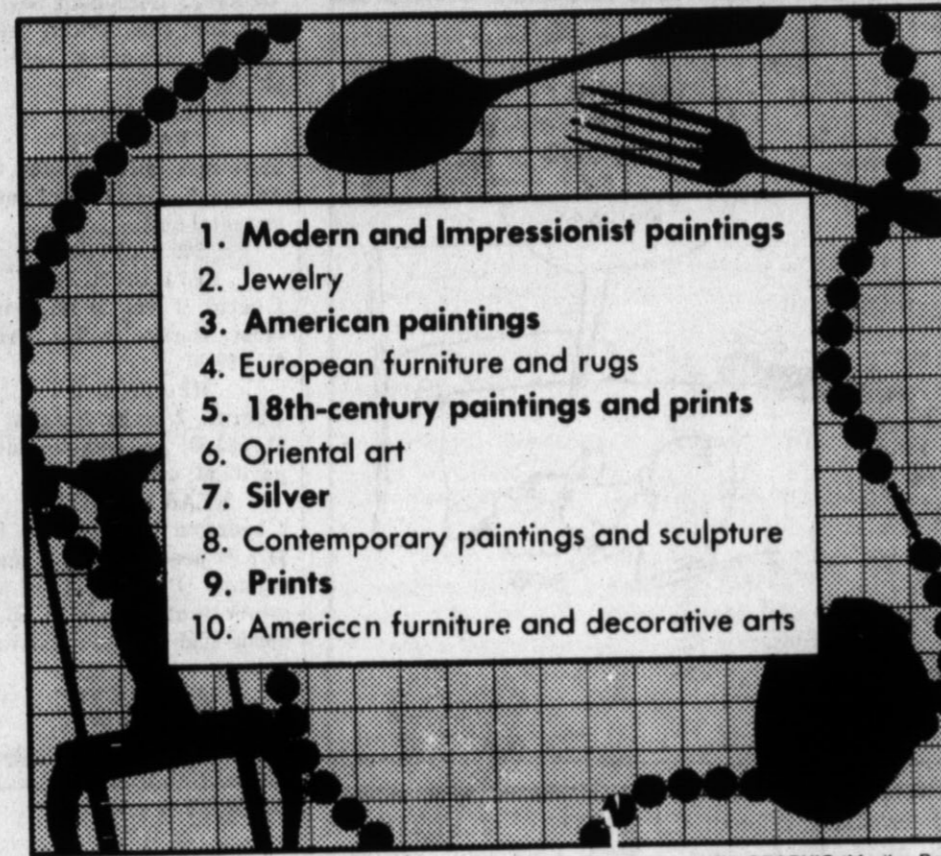 1. Modern and Impressionist paintings
2. Jewelry
3. American paintings
4. European furniture and rugs
5. 18th-century paintings and prints
6. Oriental art
7. Silver
8. Contemporary paintings and sculpture
9. Prints
10. Americcn furniture and decorative arts